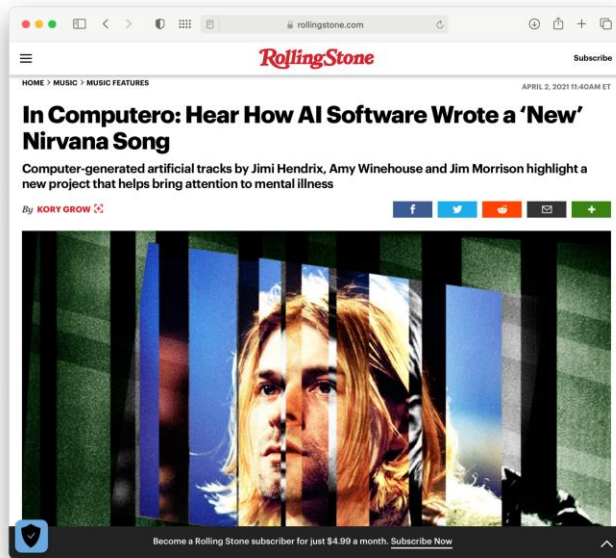 rollingstone.com
RollingStone
Subscribe
HOME > MUSIC > MUSIC FEATURES
APRIL 2, 2021 11:40AM ET
In Computero: Hear How AI Software Wrote a ‘New’
Nirvana Song
Computer-generated artificial tracks by Jimi Hendrix, Amy Winehouse and Jim Morrison highlight a
new project that helps bring attention to mental illness
By KORY GROW
Become a Rolling Stone subscriber for just $4.99 a month. Subscribe Now